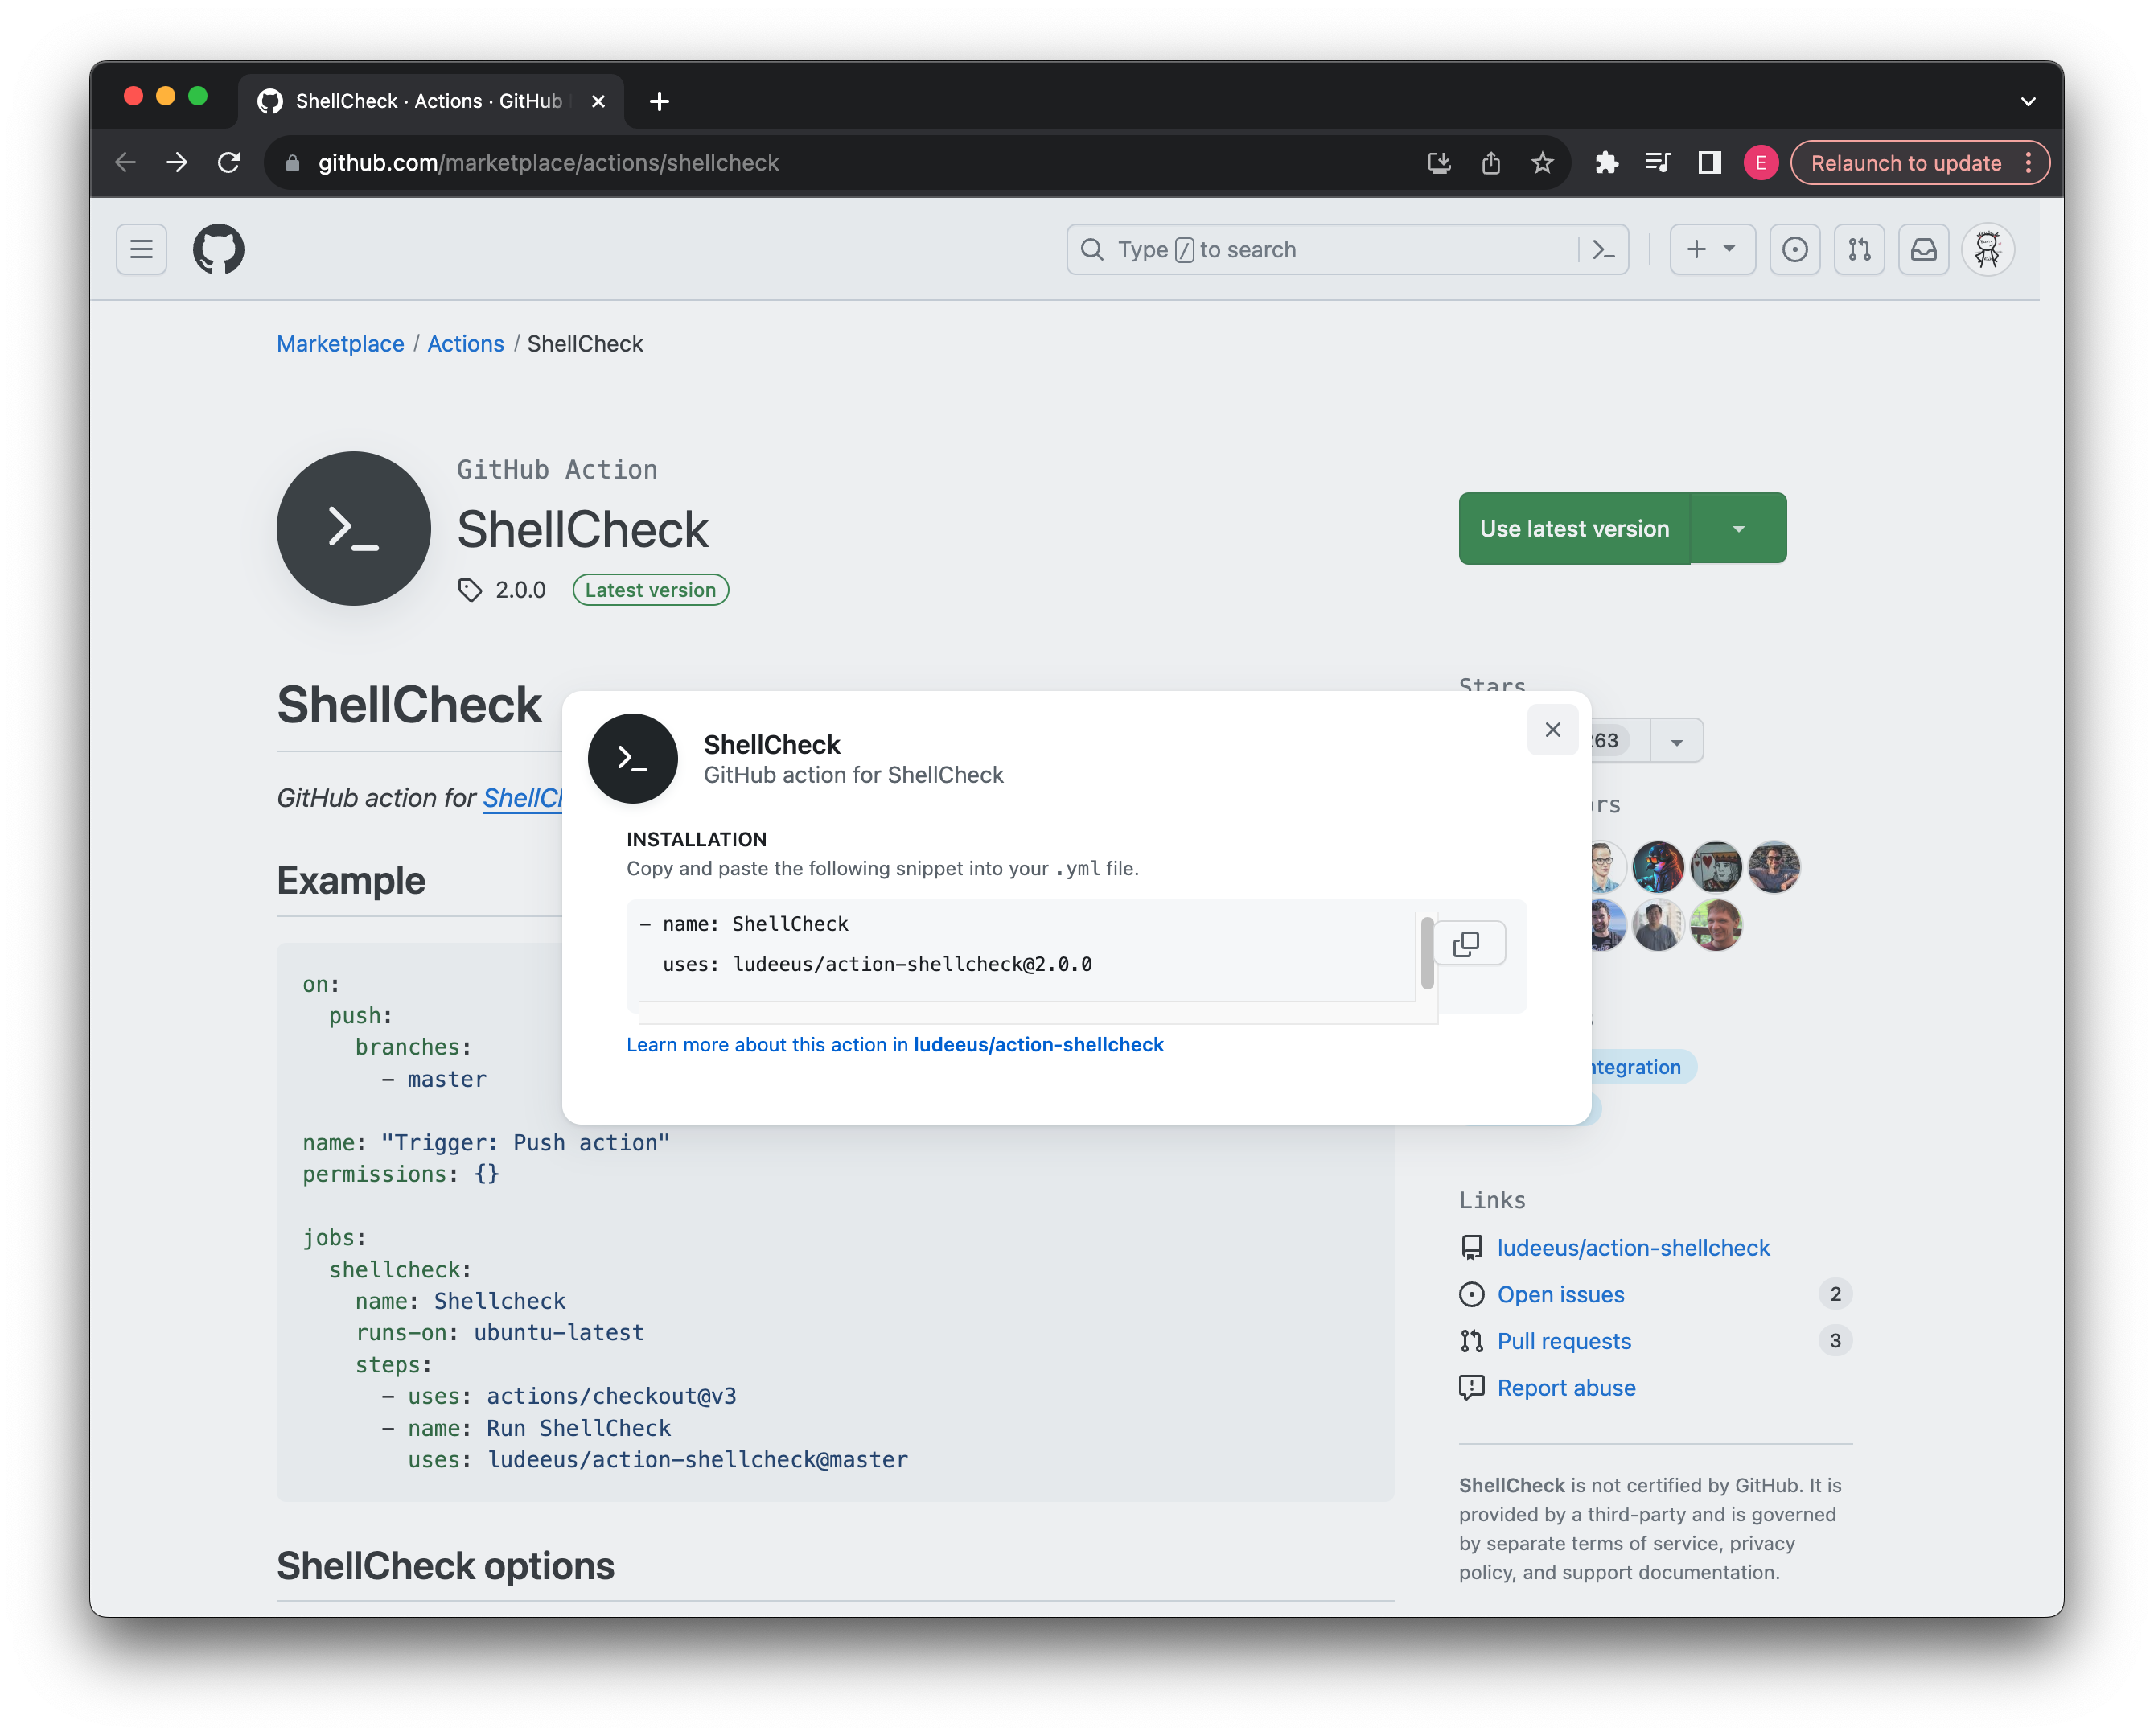 ShellCheck · Actions · GitHub
github.com/marketplace/actions/shellcheck
E
Relaunch to update
Type / to search
Marketplace / Actions / ShellCheck
GitHub Action
ShellCheck
2.0.0 Latest version
Use latest version
ShellCheck
Stars
263
GitHub action for
Example
ShellCheck
GitHub action for ShellCheck
INSTALLATION
Copy and paste the following snippet into your .yml file.
- name: ShellCheck
uses: ludeeus/action-shellcheck@2.0.0
Learn more about this action in ludeeus/action-shellcheck
on:
push:
branches:
- master
name: "Trigger: Push action"
permissions: {}
jobs:
shellcheck:
name: Shellcheck
runs-on: ubuntu-latest
steps:
- uses: actions/checkout@v3
- name: Run ShellCheck
uses: ludeeus/action-shellcheck@master
ShellCheck options
Links
ludeeus/action-shellcheck
Open issues 2
Pull requests 3
Report abuse
ShellCheck is not certified by GitHub. It is
provided by a third-party and is governed
by separate terms of service, privacy
policy, and support documentation.